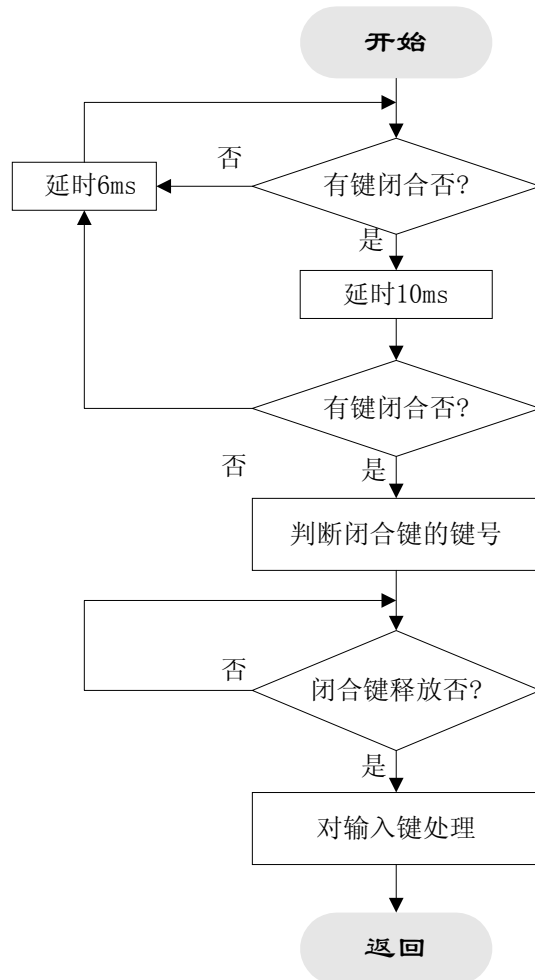 开始
否
延时6ms
有键闭合否?
是
延时10ms
有键闭合否?
否
是
判断闭合键的键号
否
闭合键释放否?
是
对输入键处理
返回